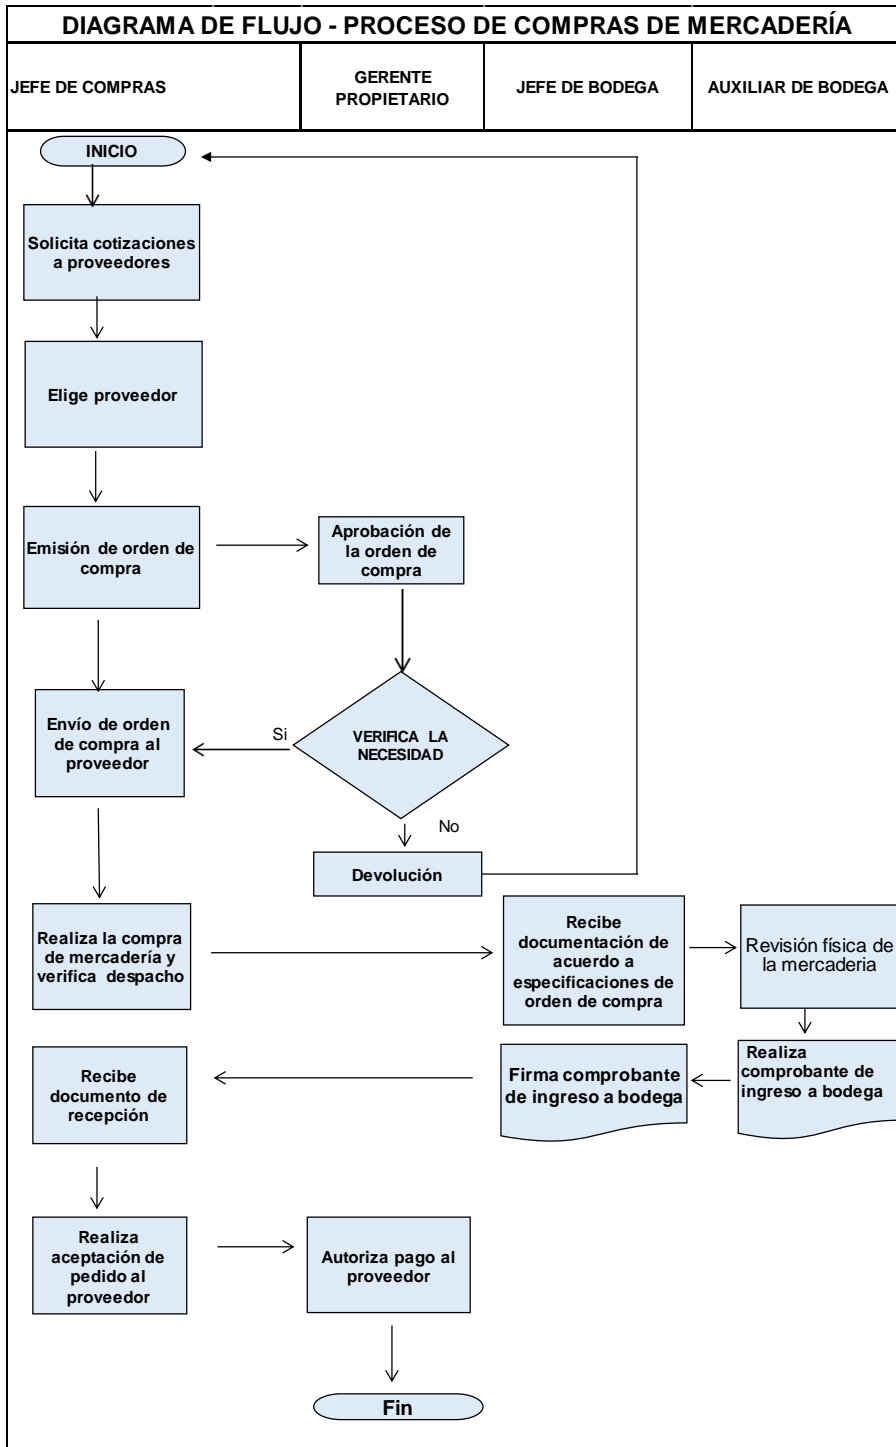 DIAGRAMA DE FLUJO - PROCESO DE COMPRAS DE MERCADERÍA
JEFE DE COMPRAS
GERENTE
PROPIETARIO
JEFE DE BODEGA
AUXILIAR DE BODEGA
INICIO
Solicita cotizaciones
a proveedores
Elige proveedor
Emisión de orden de
compra
Aprobación de
la orden de
compra
Envío de orden
de compra al
proveedor
Si
VERIFICA LA
NECESIDAD
No
Devolución
Realiza la compra
de mercadería y
verifica despacho
Recibe
documentación de
acuerdo a
especificaciones de
orden de compra
Revisión física de
la mercaderia
Realiza
comprobante de
ingreso a bodega
Firma comprobante
de ingreso a bodega
Recibe
documento de
recepción
Realiza
aceptación de
pedido al
proveedor
Autoriza pago al
proveedor
Fin